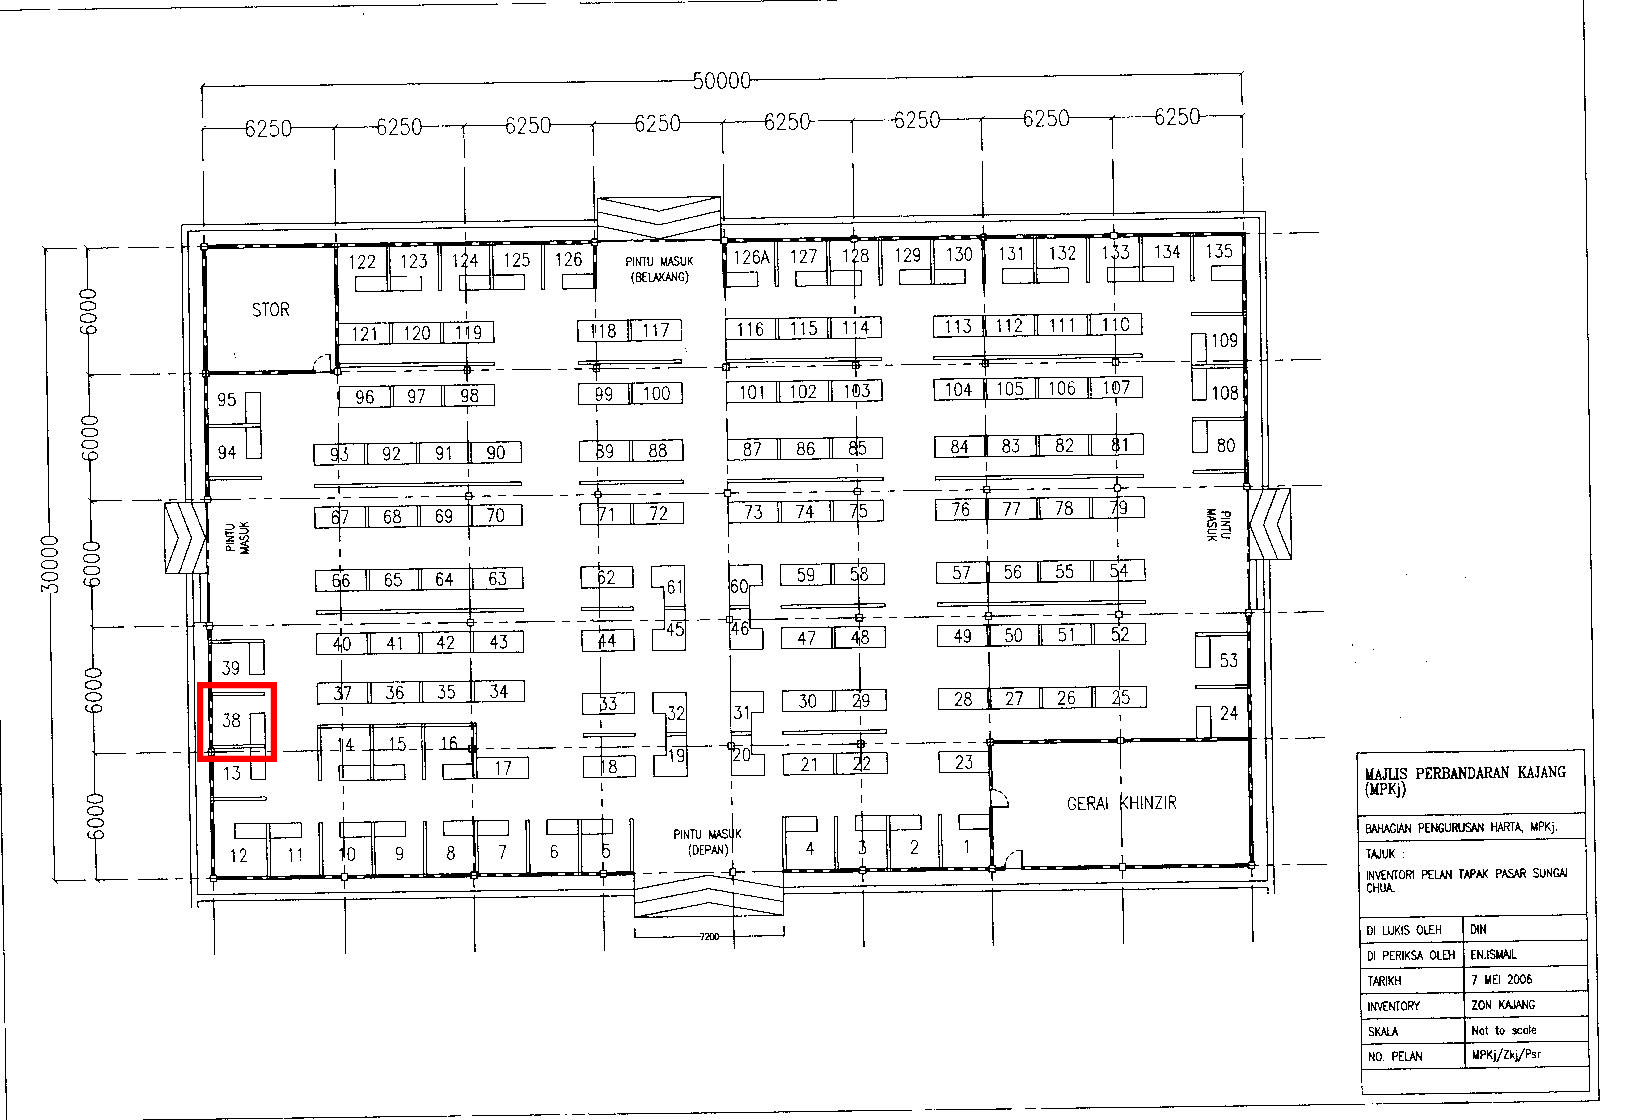 50000
6250 6250 6250 6250 6250 6250 6250 6250
122 123 124 125 126 PINTU MASUK 126A 127 128 129 130 131 132 133 134 135
(BELAKANG)
6000 STOR
121 120 119 118 117 116 115 114 113 112 111 110
109
95 96 97 98 99 100 101 102 103 104 105 106 107 108
6000 94 93 92 91 90 89 88 87 86 85 84 83 82 81 80
67 68 69 70 71 72 73 74 75 76 77 78 79
PINTU
MASUK
PINTU
MASUK
30000 6000
66 65 64 63 62 61 60 59 58 57 56 55 54
39 40 41 42 43 44 45 46 47 48 49 50 51 52 53
6000 38 37 36 35 34 33 32 31 30 29 28 27 26 25 24
13 14 15 16 17 18 19 20 21 22 23
6000 GERAI KHINZIR
12 11 10 9 8 7 6 5 PINTU MASUK 4 3 2 1
(DEPAN)
7200
MAJLIS PERBANDARAN KAJANG
(MPKj)
BAHAGIAN PENGURUSAN HARTA, MPKj.
TAJUK :
INVENTORI PELAN TAPAK PASAR SUNGAI
CHUA.
DI LUKIS OLEH DIN
DI PERIKSA OLEH EN.ISMAIL
TARIKH 7 MEI 2006
INVENTORY ZON KAJANG
SKALA Not to scale
NO. PELAN MPKj/Zkj/Psr